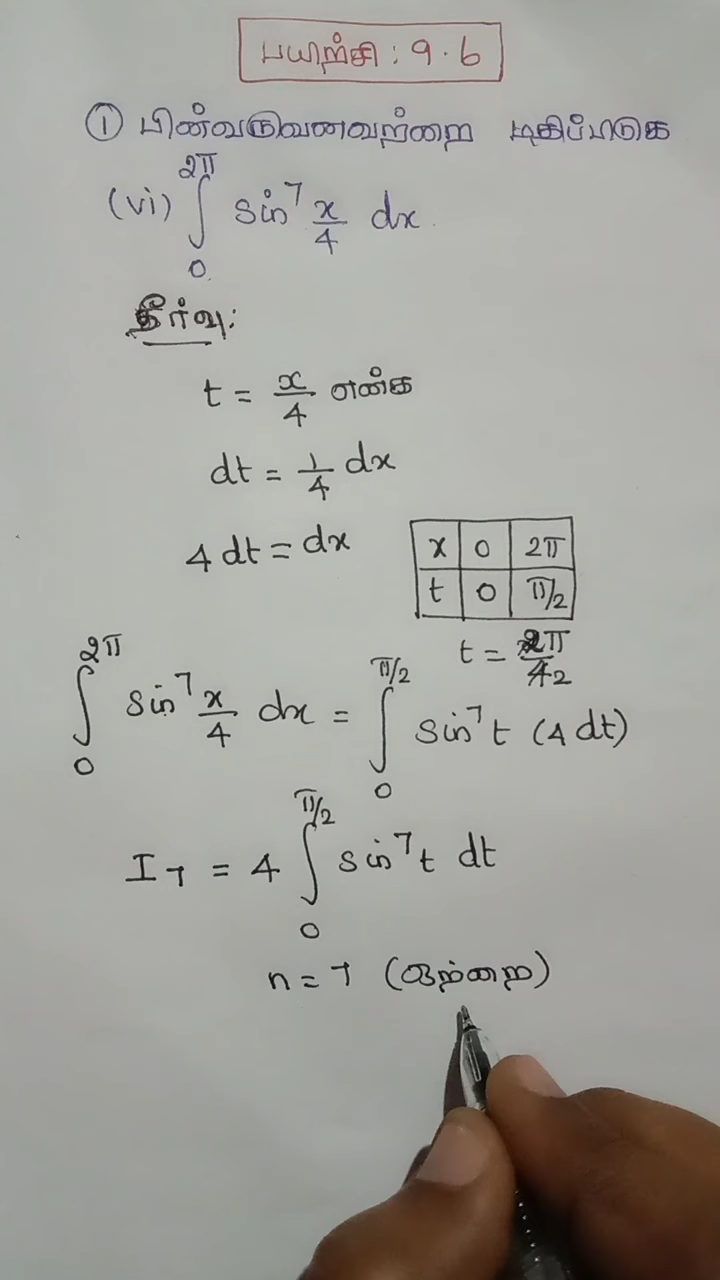 பயிற்சி : 9.6
① பின்வருவனவற்றை மதிப்பிடுக
(vi) ∫₀^2π sin⁷ x/4 dx.
தீர்வு:
t = x/4 என்க
dt = 1/4 dx
4 dt = dx
x 0 2π
t 0 π/2
t = 2π/4 2
∫₀^2π sin⁷ x/4 dx = ∫₀^π/2 sin⁷ t (4 dt)
I₇ = 4 ∫₀^π/2 sin⁷ t dt
n = 7 (ஒற்றை)